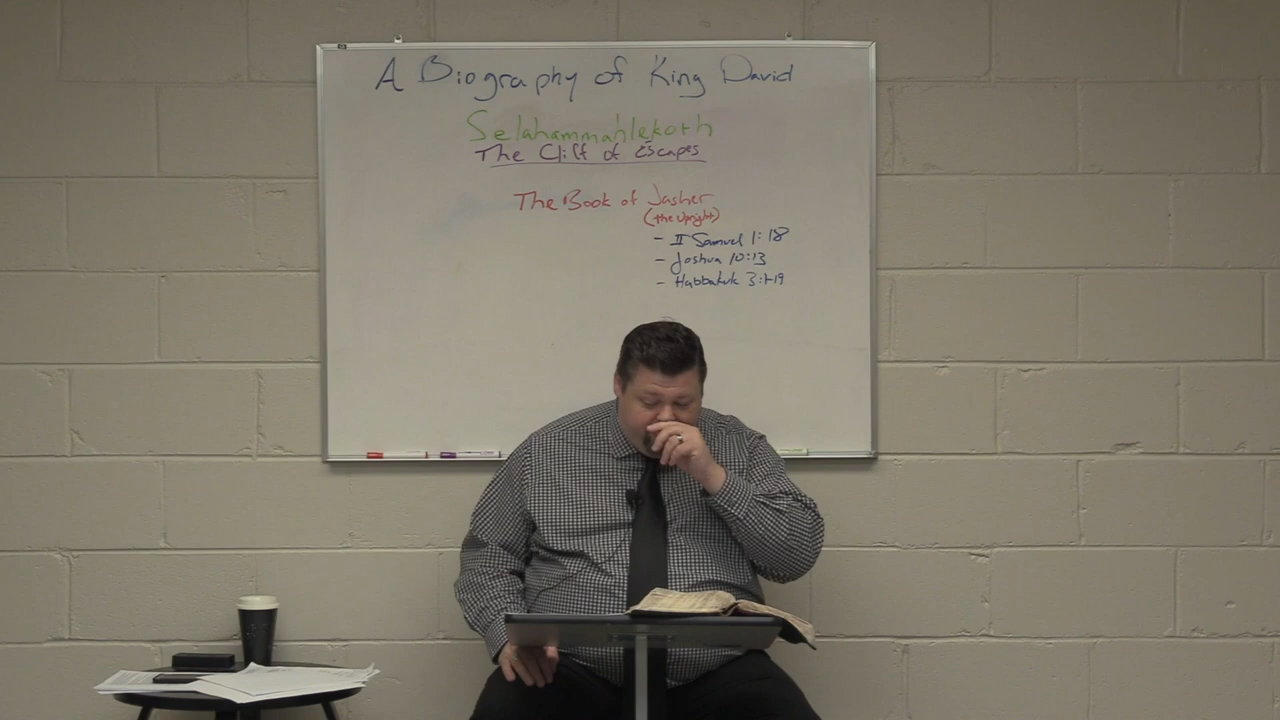 A Biography of King David
Selahammahlekoth
The Cliff of Escapes
The Book of Jasher
(the Upright)
- II Samuel 1:18
- Joshua 10:13
- Habbakuk 3:1-19